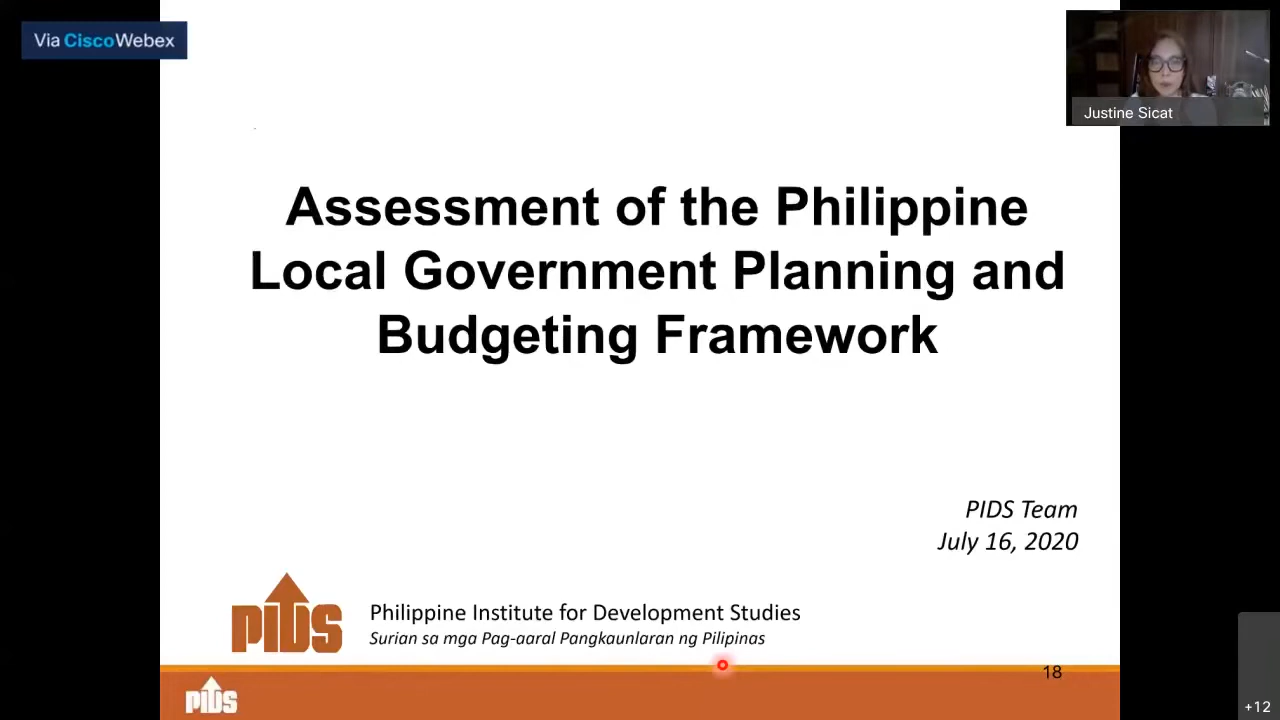 Via CiscoWebex
Justine Sicat
Assessment of the Philippine
Local Government Planning and
Budgeting Framework
PIDS Team
July 16, 2020
PIDS
Philippine Institute for Development Studies
Surian sa mga Pag-aaral Pangkaunlaran ng Pilipinas
18
PIDS
+12